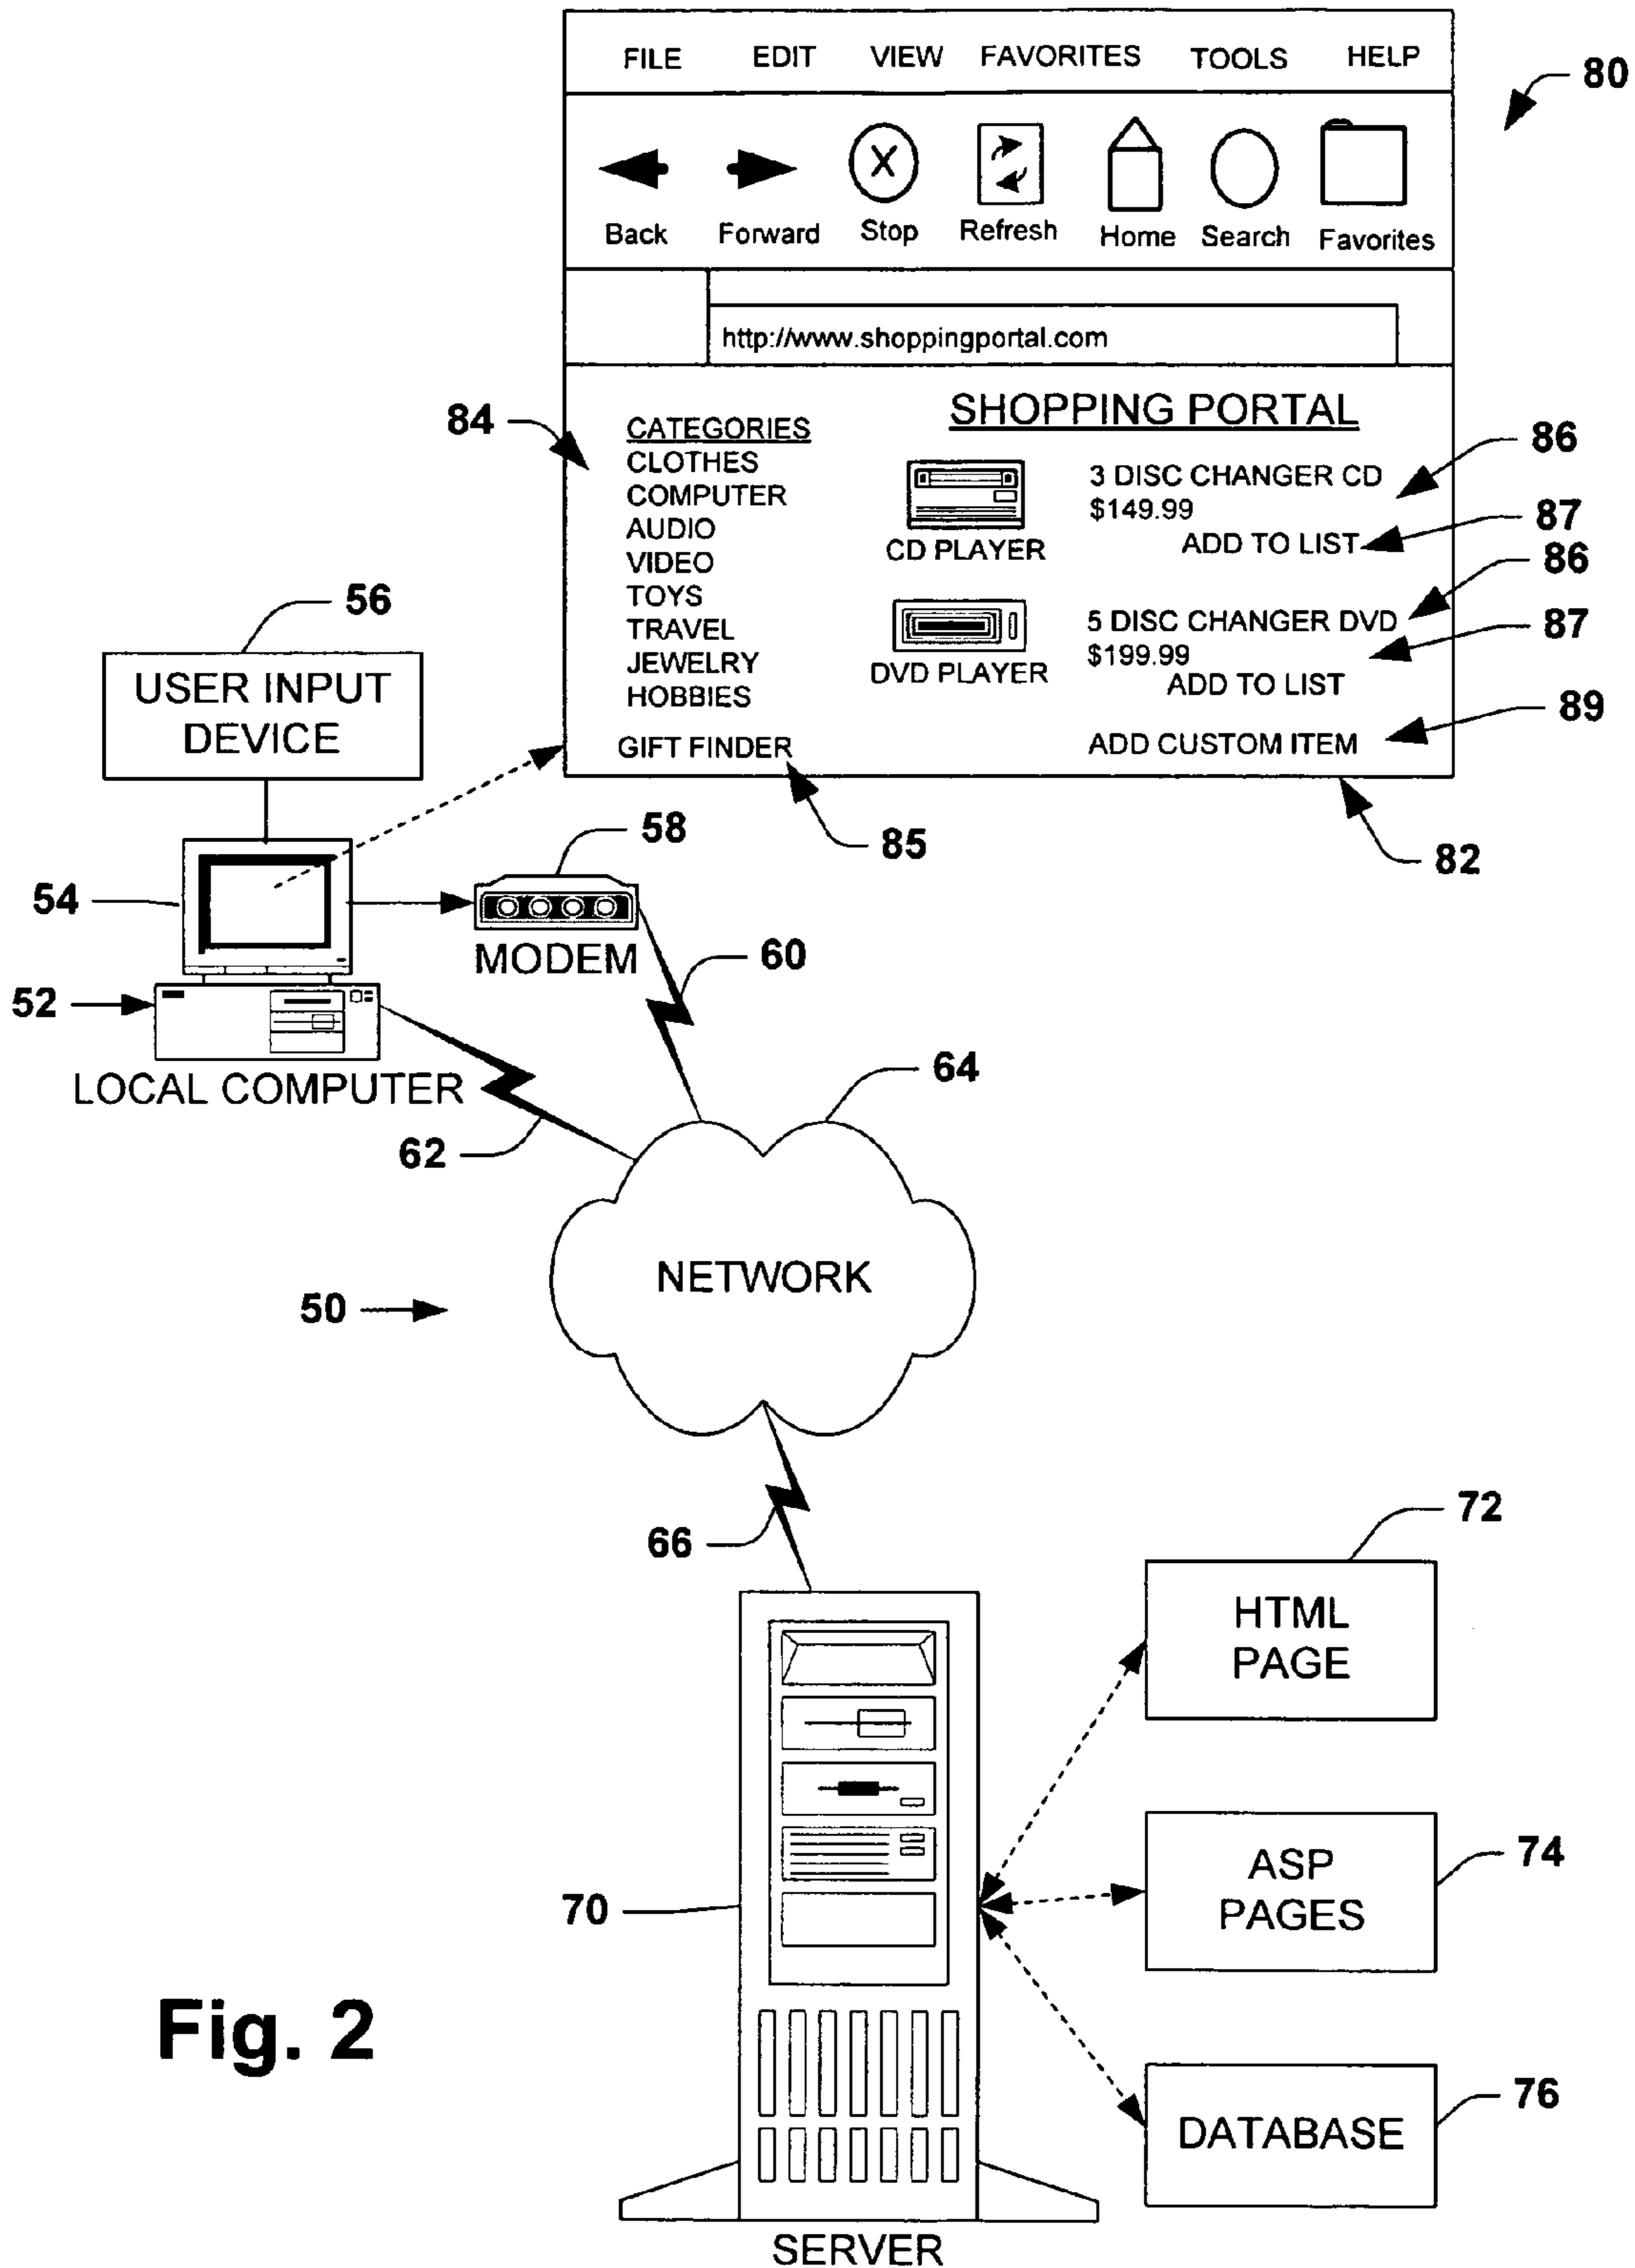 FILE EDIT VIEW FAVORITES TOOLS HELP
80
Back Forward Stop Refresh Home Search Favorites
X
http://www.shoppingportal.com
SHOPPING PORTAL
84
CATEGORIES
CLOTHES
COMPUTER
AUDIO
VIDEO
TOYS
TRAVEL
JEWELRY
HOBBIES
GIFT FINDER
85
CD PLAYER
3 DISC CHANGER CD
$149.99
ADD TO LIST
86
87
DVD PLAYER
5 DISC CHANGER DVD
$199.99
ADD TO LIST
86
87
ADD CUSTOM ITEM
89
82
56
USER INPUT
DEVICE
54
58
MODEM
60
52
LOCAL COMPUTER
62
64
NETWORK
50
66
72
HTML
PAGE
70
ASP
PAGES
74
DATABASE
76
SERVER
Fig. 2